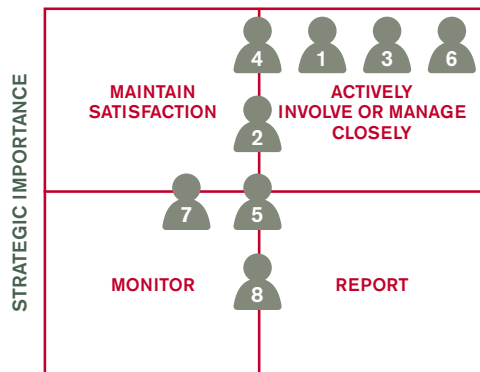 STRATEGIC IMPORTANCE
4
1
3
6
MAINTAIN
SATISFACTION
ACTIVELY
INVOLVE OR MANAGE
CLOSELY
2
7
5
MONITOR
8
REPORT